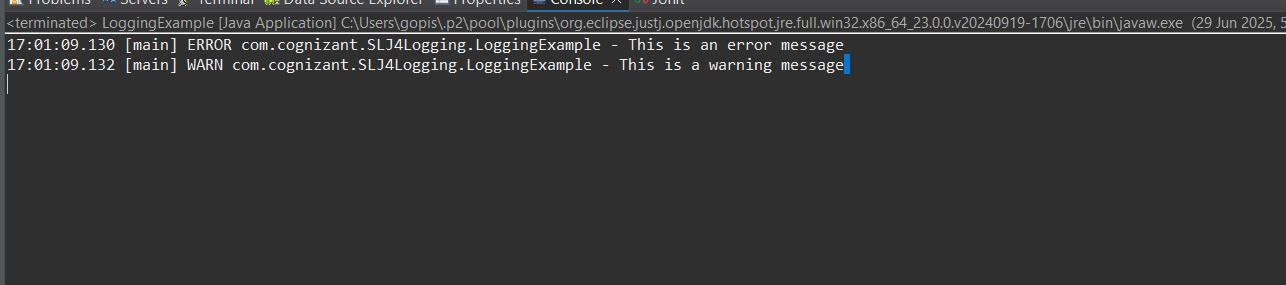 Problems Servers Terminal Data Source Explorer Properties Console JUnit
<terminated> LoggingExample [Java Application] C:\Users\gopis\.p2\pool\plugins\org.eclipse.justj.openjdk.hotspot.jre.full.win32.x86_64_23.0.0.v20240919-1706\jre\bin\javaw.exe (29 Jun 2025, 5
17:01:09.130 [main] ERROR com.cognizant.SLJ4Logging.LoggingExample - This is an error message
17:01:09.132 [main] WARN com.cognizant.SLJ4Logging.LoggingExample - This is a warning message